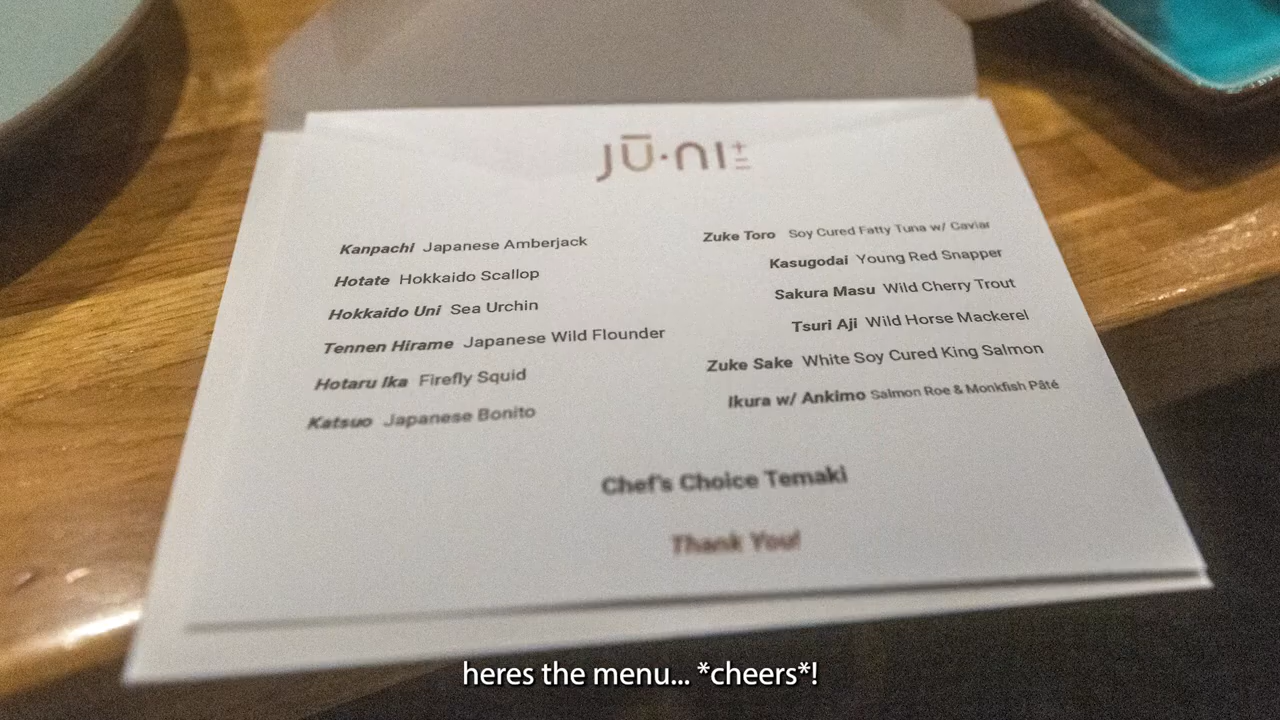 JŪ·NI
Kanpachi Japanese Amberjack
Hotate Hokkaido Scallop
Hokkaido Uni Sea Urchin
Tennen Hirame Japanese Wild Flounder
Hotaru Ika Firefly Squid
Katsuo Japanese Bonito
Zuke Toro Soy Cured Fatty Tuna w/ Caviar
Kasugodai Young Red Snapper
Sakura Masu Wild Cherry Trout
Tsuri Aji Wild Horse Mackerel
Zuke Sake White Soy Cured King Salmon
Ikura w/ Ankimo Salmon Roe & Monkfish Pâté
Chef's Choice Temaki
Thank You!
heres the menu... *cheers*!